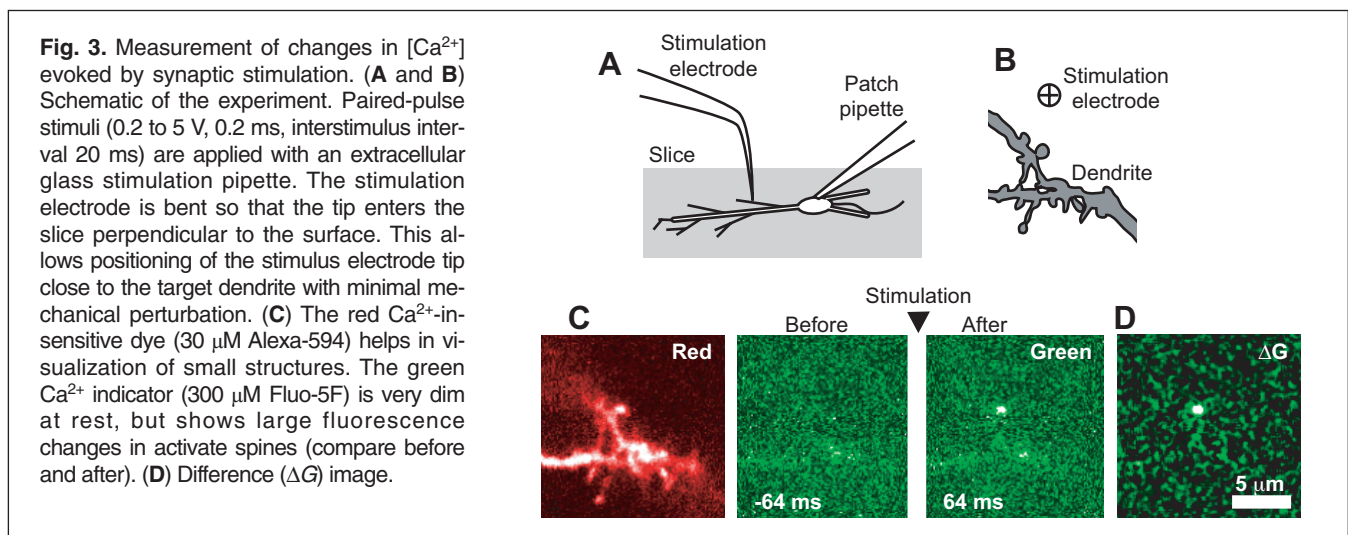 Fig. 3. Measurement of changes in [Ca²⁺]
evoked by synaptic stimulation. (A and B)
Schematic of the experiment. Paired-pulse
stimuli (0.2 to 5 V, 0.2 ms, interstimulus inter-
val 20 ms) are applied with an extracellular
glass stimulation pipette. The stimulation
electrode is bent so that the tip enters the
slice perpendicular to the surface. This al-
lows positioning of the stimulus electrode tip
close to the target dendrite with minimal me-
chanical perturbation. (C) The red Ca²⁺-in-
sensitive dye (30 μM Alexa-594) helps in vi-
sualization of small structures. The green
Ca²⁺ indicator (300 μM Fluo-5F) is very dim
at rest, but shows large fluorescence
changes in activate spines (compare before
and after). (D) Difference (ΔG) image.
A
Stimulation
electrode
Patch
pipette
Slice
B
Stimulation
electrode
Dendrite
Stimulation
C
Before
After
D
Red
Green
ΔG
-64 ms
64 ms
5 μm